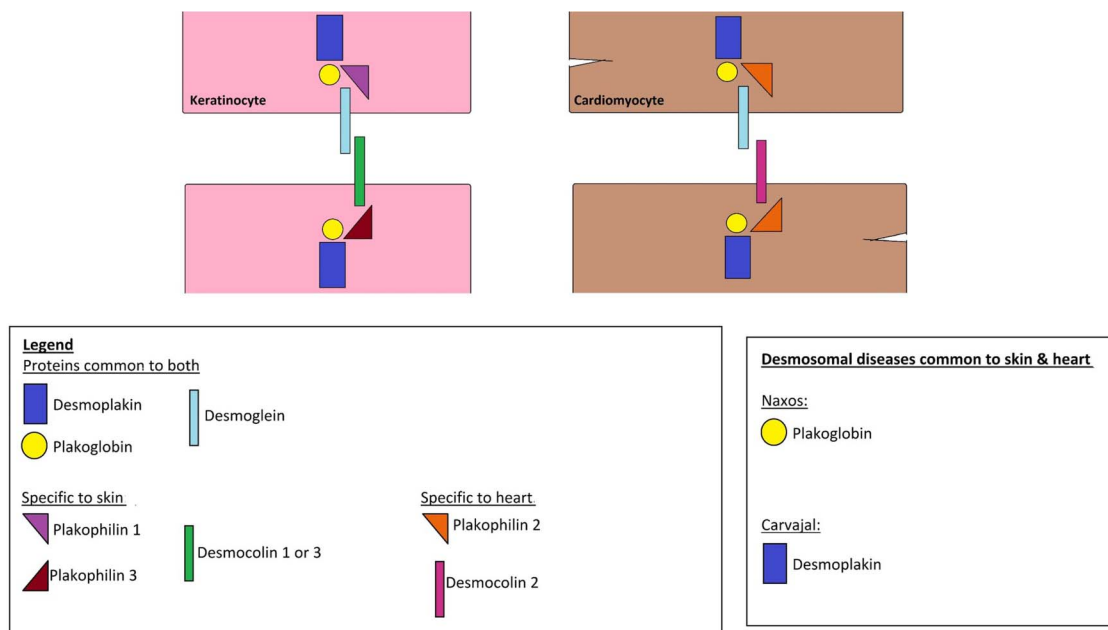 Keratinocyte
Cardiomyocyte
Legend
Proteins common to both
Desmoplakin
Desmoglein
Plakoglobin
Specific to skin
Specific to heart
Plakophilin 1
Plakophilin 2
Desmocolin 1 or 3
Plakophilin 3
Desmocolin 2
Desmosomal diseases common to skin & heart
Naxos:
Plakoglobin
Carvajal:
Desmoplakin